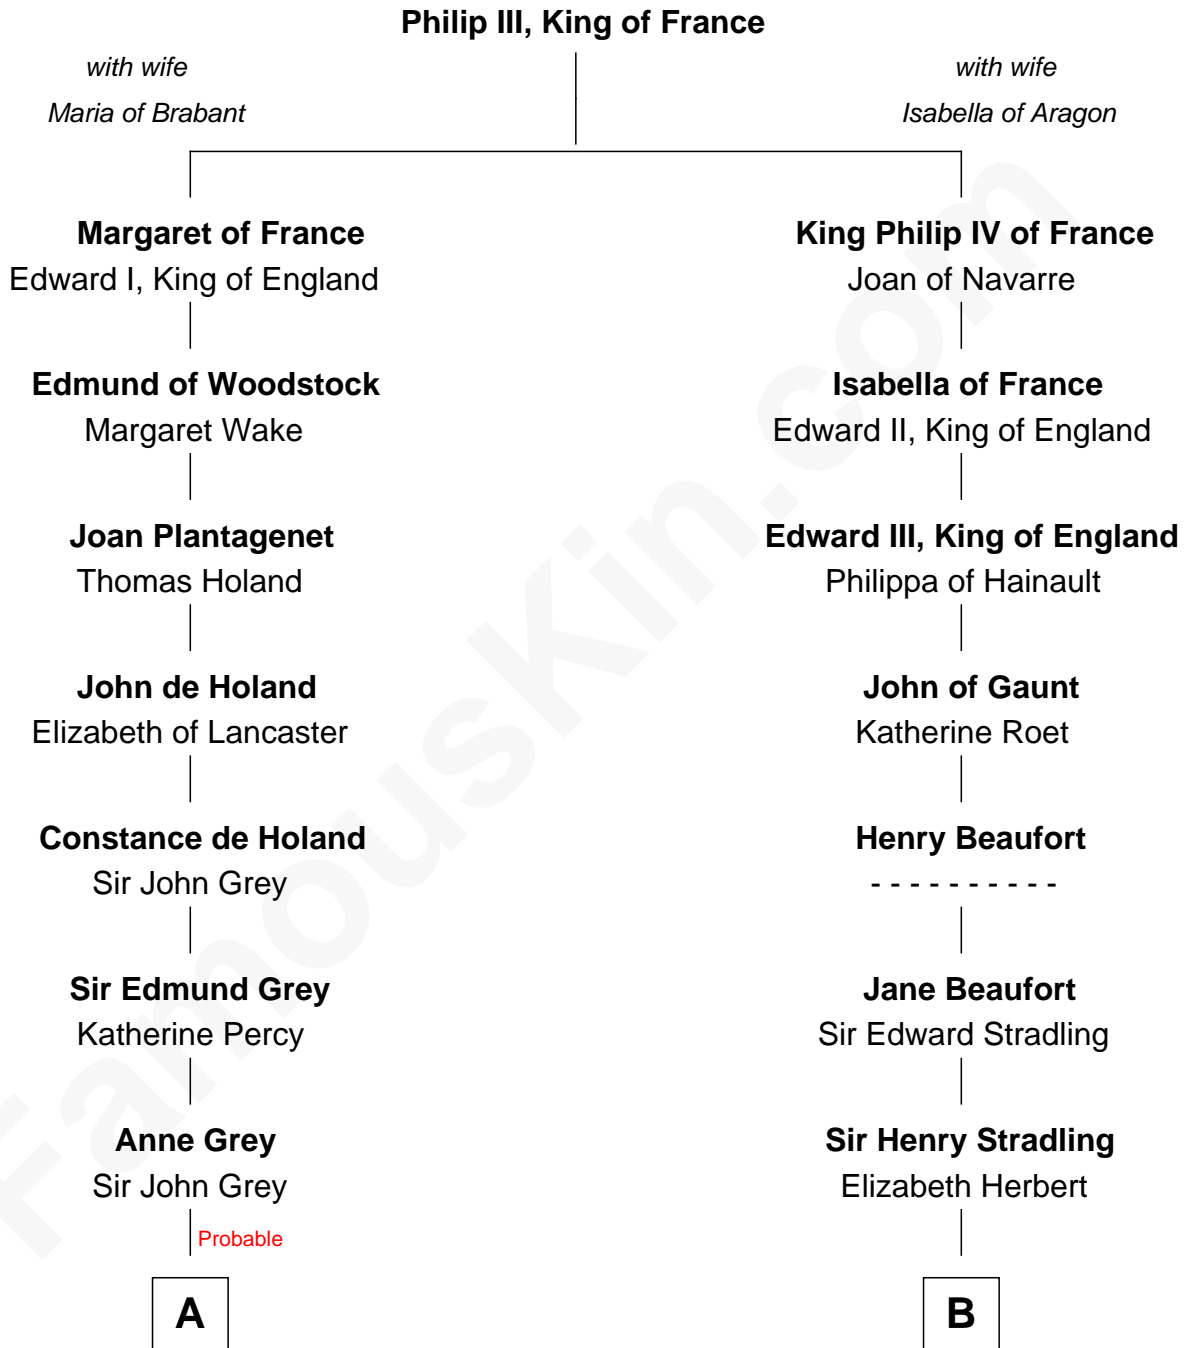 Philip III, King of France
with wife
Maria of Brabant
with wife
Isabella of Aragon
Margaret of France
Edward I, King of England
King Philip IV of France
Joan of Navarre
Edmund of Woodstock
Margaret Wake
Isabella of France
Edward II, King of England
Joan Plantagenet
Thomas Holand
Edward III, King of England
Philippa of Hainault
John de Holand
Elizabeth of Lancaster
John of Gaunt
Katherine Roet
Constance de Holand
Sir John Grey
Henry Beaufort
- - - - - - - - - -
Sir Edmund Grey
Katherine Percy
Jane Beaufort
Sir Edward Stradling
Anne Grey
Sir John Grey
Probable
Sir Henry Stradling
Elizabeth Herbert
A
B
FamousKin.com